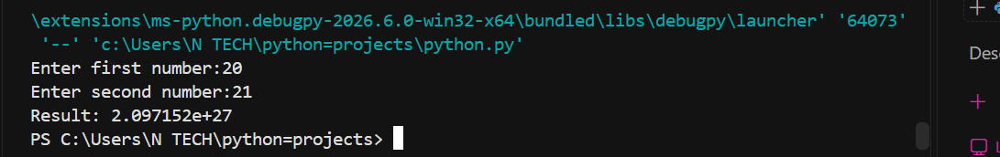 \extensions\ms-python.debugpy-2026.6.0-win32-x64\bundled\libs\debugpy\launcher' '64073'
'--' 'c:\Users\N TECH\python=projects\python.py'
Enter first number:20
Enter second number:21
Result: 2.097152e+27
PS C:\Users\N TECH\python=projects>
Desc